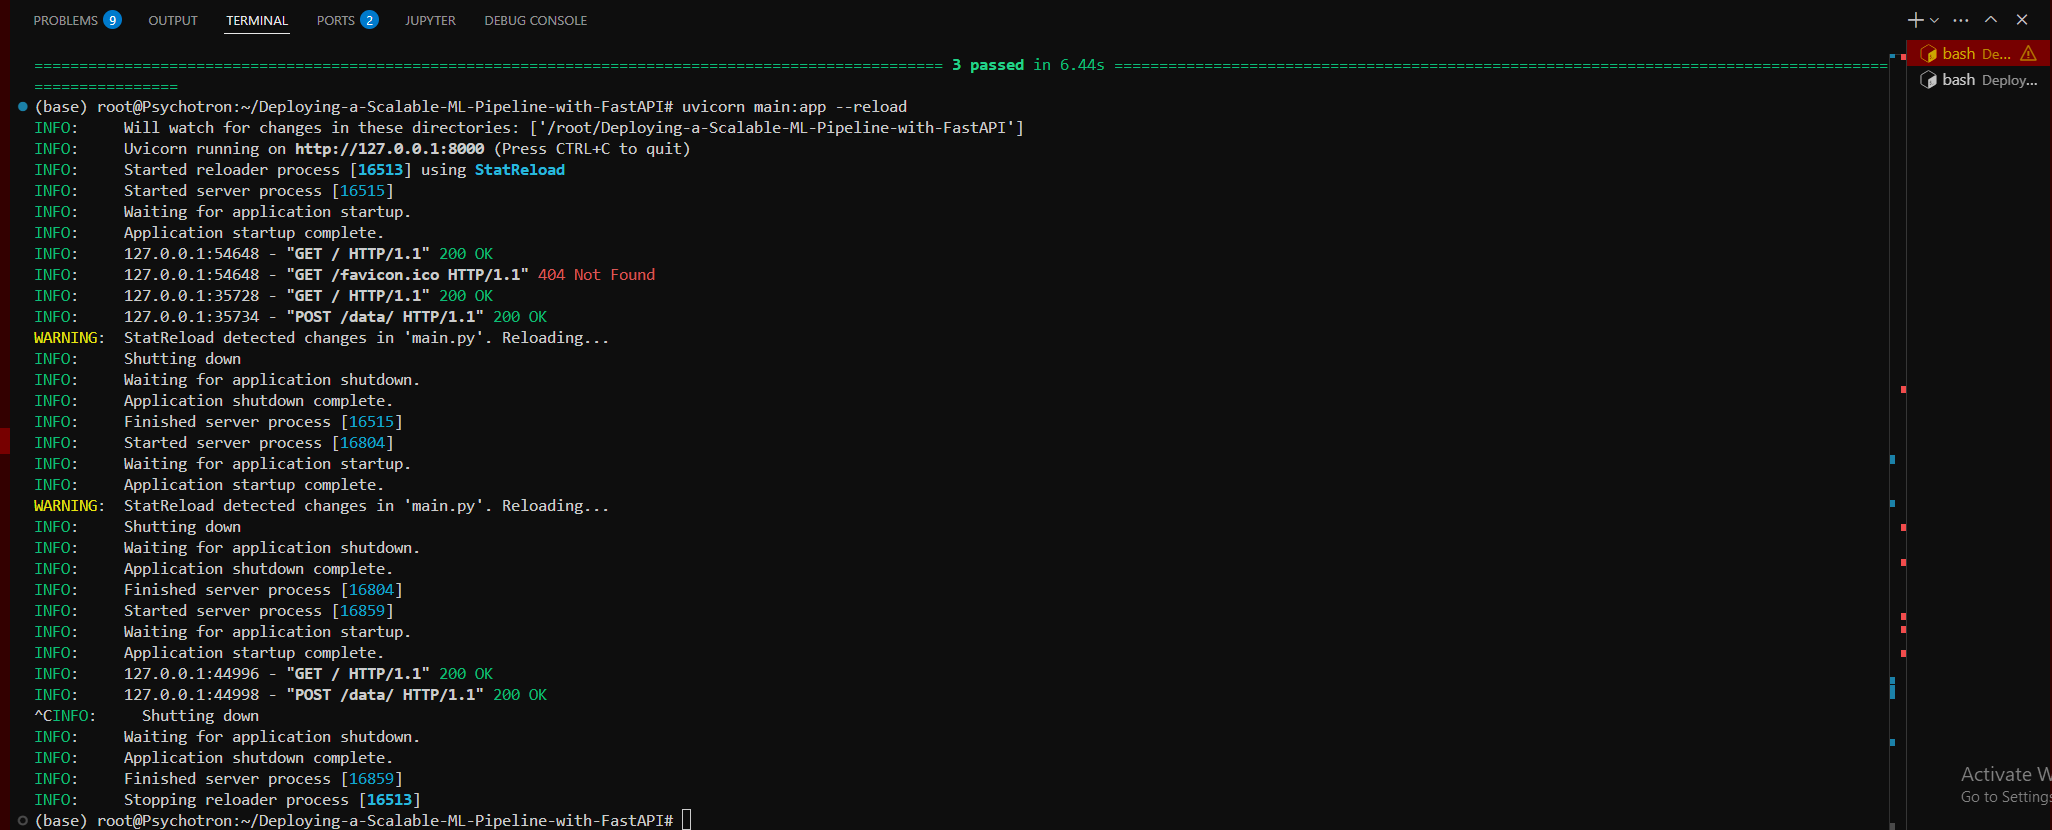 PROBLEMS 9 OUTPUT TERMINAL PORTS 2 JUPYTER DEBUG CONSOLE
===================================================================================================== 3 passed in 6.44s ======================================================================================
================
(base) root@Psychotron:~/Deploying-a-Scalable-ML-Pipeline-with-FastAPI# uvicorn main:app --reload
INFO:     Will watch for changes in these directories: ['/root/Deploying-a-Scalable-ML-Pipeline-with-FastAPI']
INFO:     Uvicorn running on http://127.0.0.1:8000 (Press CTRL+C to quit)
INFO:     Started reloader process [16513] using StatReload
INFO:     Started server process [16515]
INFO:     Waiting for application startup.
INFO:     Application startup complete.
INFO:     127.0.0.1:54648 - "GET / HTTP/1.1" 200 OK
INFO:     127.0.0.1:54648 - "GET /favicon.ico HTTP/1.1" 404 Not Found
INFO:     127.0.0.1:35728 - "GET / HTTP/1.1" 200 OK
INFO:     127.0.0.1:35734 - "POST /data/ HTTP/1.1" 200 OK
WARNING:  StatReload detected changes in 'main.py'. Reloading...
INFO:     Shutting down
INFO:     Waiting for application shutdown.
INFO:     Application shutdown complete.
INFO:     Finished server process [16515]
INFO:     Started server process [16804]
INFO:     Waiting for application startup.
INFO:     Application startup complete.
WARNING:  StatReload detected changes in 'main.py'. Reloading...
INFO:     Shutting down
INFO:     Waiting for application shutdown.
INFO:     Application shutdown complete.
INFO:     Finished server process [16804]
INFO:     Started server process [16859]
INFO:     Waiting for application startup.
INFO:     Application startup complete.
INFO:     127.0.0.1:44996 - "GET / HTTP/1.1" 200 OK
INFO:     127.0.0.1:44998 - "POST /data/ HTTP/1.1" 200 OK
^CINFO:     Shutting down
INFO:     Waiting for application shutdown.
INFO:     Application shutdown complete.
INFO:     Finished server process [16859]
INFO:     Stopping reloader process [16513]
(base) root@Psychotron:~/Deploying-a-Scalable-ML-Pipeline-with-FastAPI#
bash De...
bash Deploy...
Activate W
Go to Settings